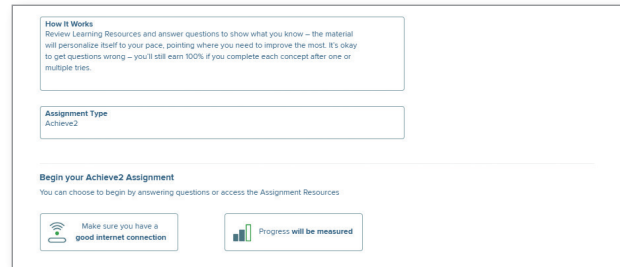 How It Works
Review Learning Resources and answer questions to show what you know – the material
will personalize itself to your pace, pointing where you need to improve the most. It's okay
to get questions wrong – you'll still earn 100% if you complete each concept after one or
multiple tries.
Assignment Type
Achieve2
Begin your Achieve2 Assignment
You can choose to begin by answering questions or access the Assignment Resources
Make sure you have a
good internet connection
Progress will be measured